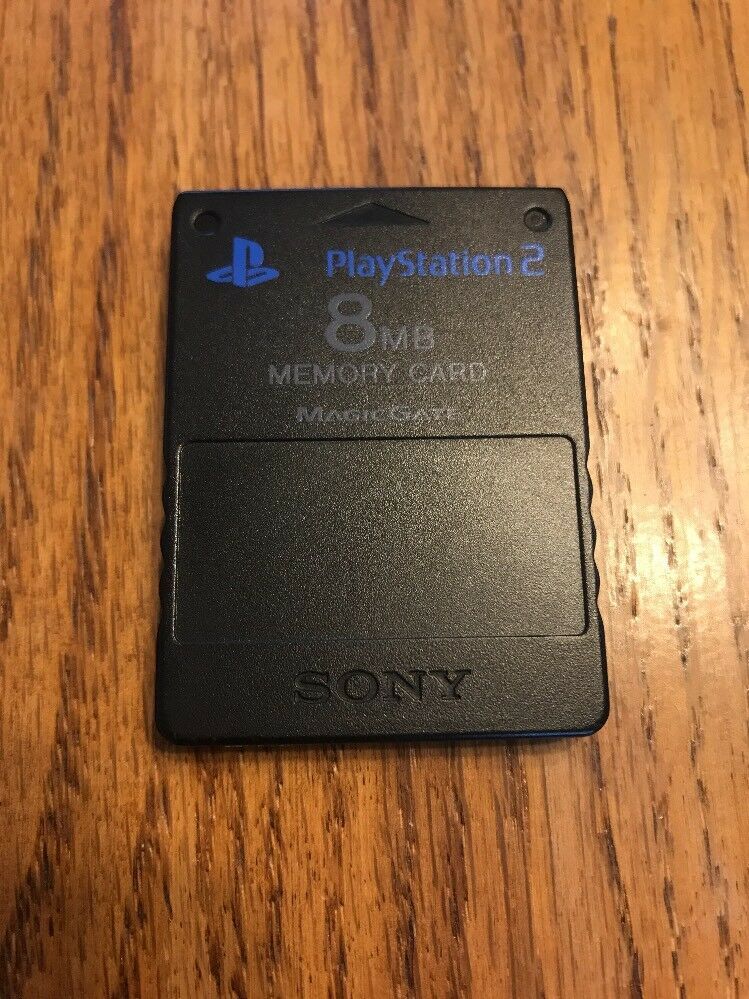 PlayStation 2
8MB
MEMORY CARD
MAGICGATE
SONY